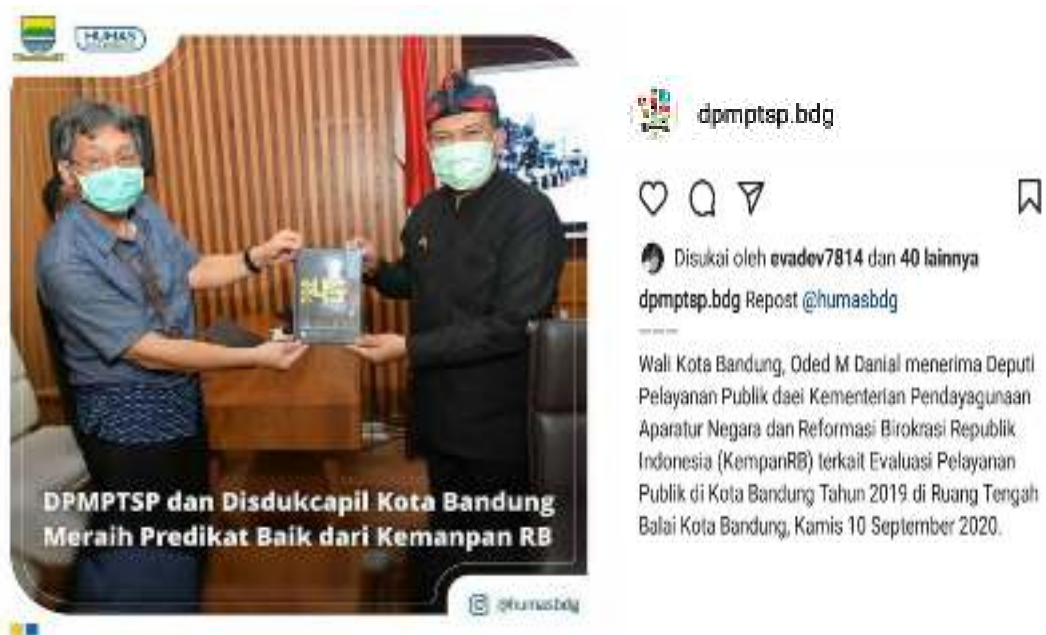 HUMAS
DPMPTSP dan Disdukcapil Kota Bandung
Meraih Predikat Baik dari Kemanpan RB
@humasbdg
dpmptsp.bdg
Disukai oleh evadev7814 dan 40 lainnya
dpmptsp.bdg Repost @humasbdg
———
Wali Kota Bandung, Oded M Danial menerima Deputi
Pelayanan Publik daei Kementerian Pendayagunaan
Aparatur Negara dan Reformasi Birokrasi Republik
Indonesia (KempanRB) terkait Evaluasi Pelayanan
Publik di Kota Bandung Tahun 2019 di Ruang Tengah
Balai Kota Bandung, Kamis 10 September 2020.